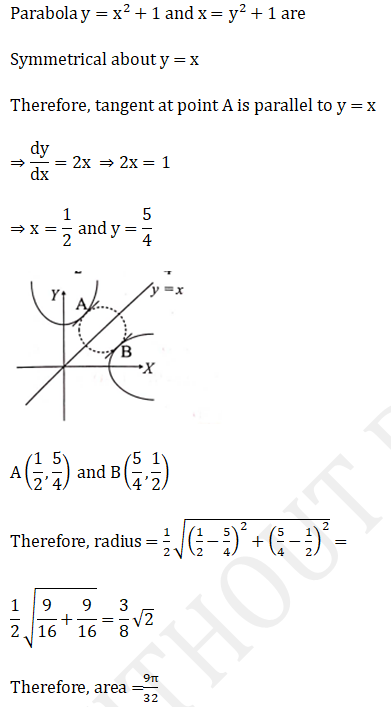 Parabola y = x² + 1 and x = y² + 1 are
Symmetrical about y = x
Therefore, tangent at point A is parallel to y = x
⇒ dy/dx = 2x ⇒ 2x = 1
⇒ x = 1/2 and y = 5/4
Y
A
y = x
B
X
A(1/2, 5/4) and B(5/4, 1/2)
Therefore, radius = 1/2 √((1/2 − 5/4)² + (5/4 − 1/2)²) =
1/2 √(9/16 + 9/16) = 3/8 √2
Therefore, area = 9π/32